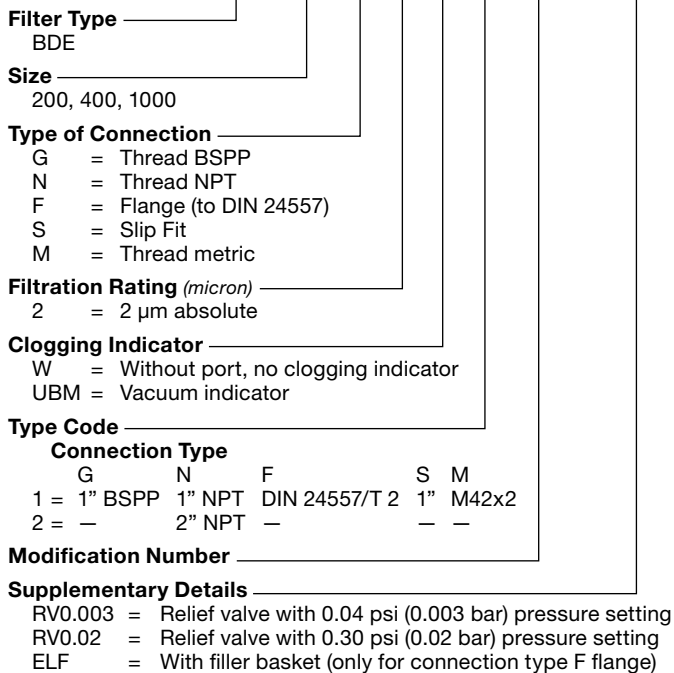 Filter Type
BDE
Size
200, 400, 1000
Type of Connection
G = Thread BSPP
N = Thread NPT
F = Flange (to DIN 24557)
S = Slip Fit
M = Thread metric
Filtration Rating (micron)
2 = 2 µm absolute
Clogging Indicator
W = Without port, no clogging indicator
UBM = Vacuum indicator
Type Code
Connection Type
G N F S M
1 = 1” BSPP 1” NPT DIN 24557/T 2 1” M42x2
2 = — 2” NPT — — —
Modification Number
Supplementary Details
RV0.003 = Relief valve with 0.04 psi (0.003 bar) pressure setting
RV0.02 = Relief valve with 0.30 psi (0.02 bar) pressure setting
ELF = With filler basket (only for connection type F flange)